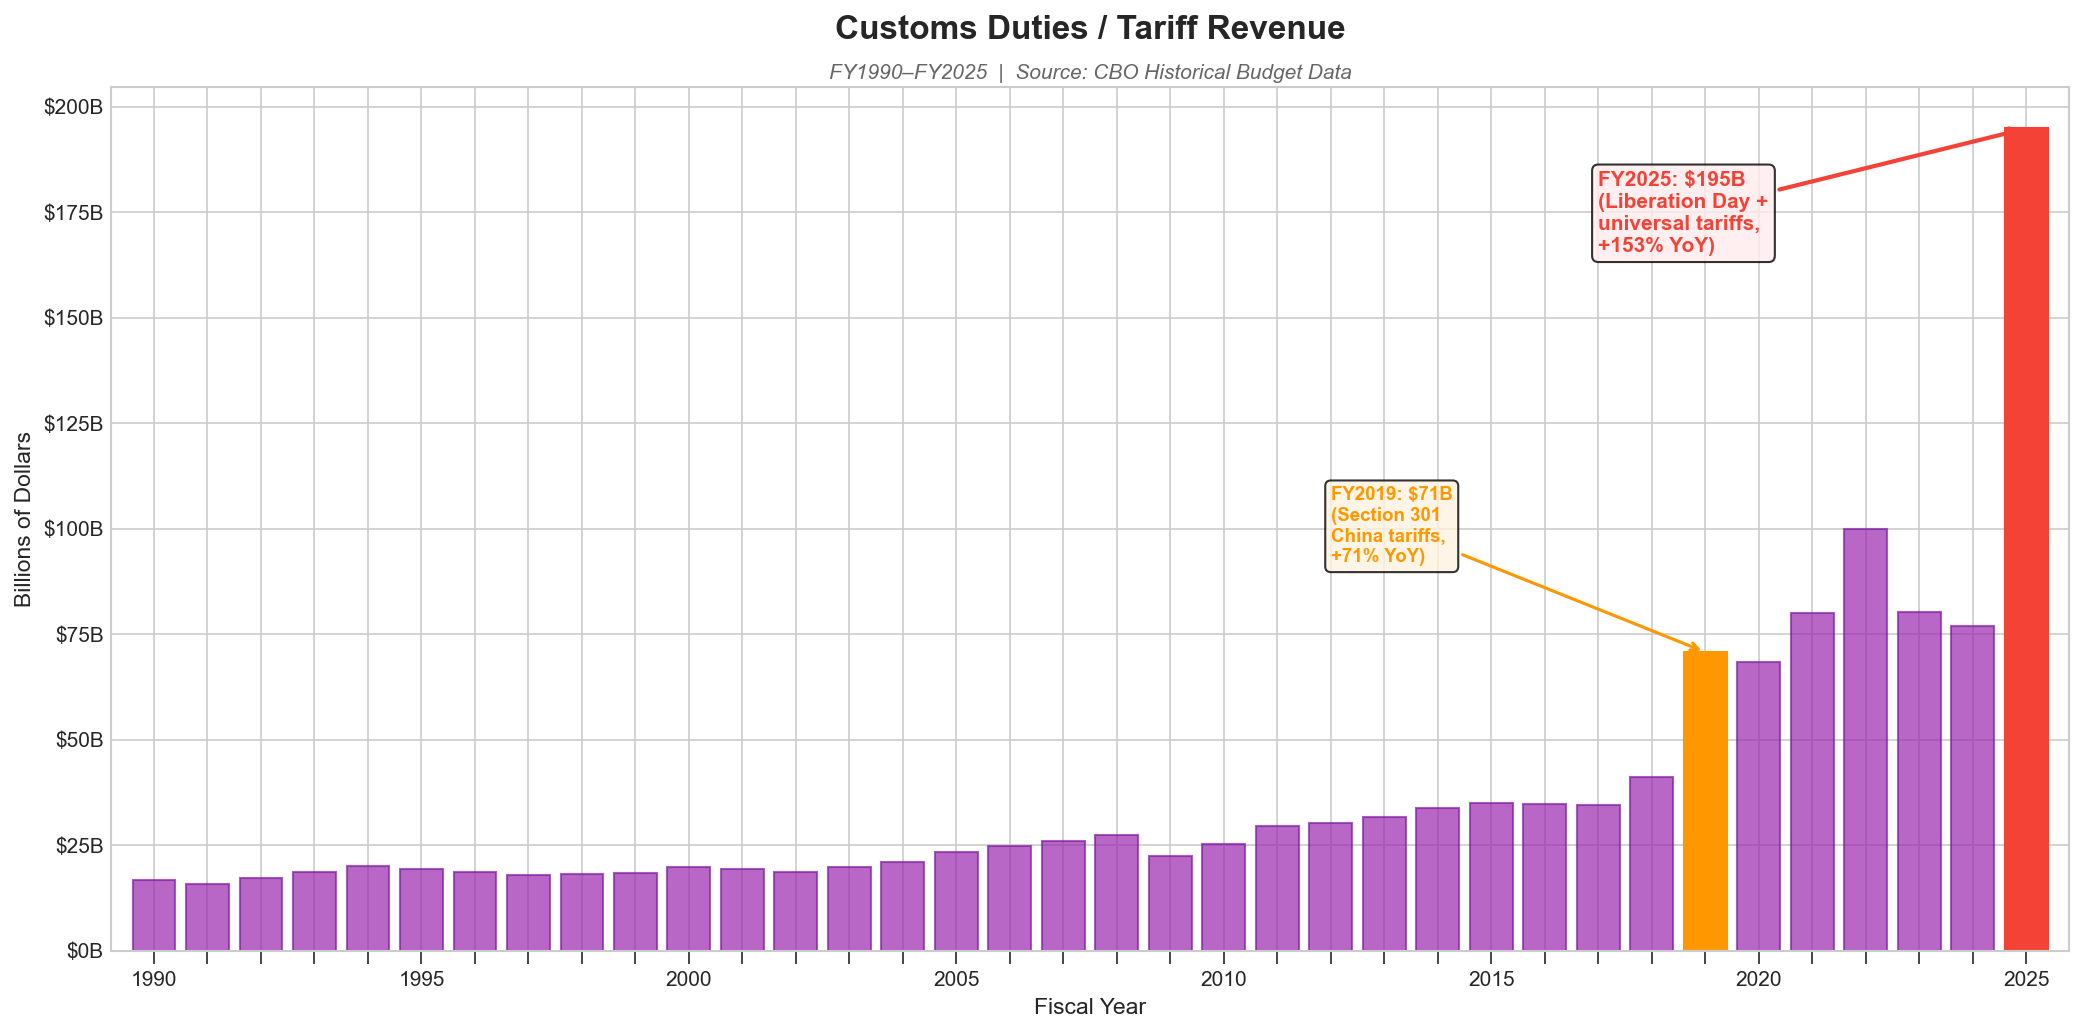 Customs Duties / Tariff Revenue
FY1990–FY2025 | Source: CBO Historical Budget Data
Billions of Dollars
$200B
$175B
$150B
$125B
$100B
$75B
$50B
$25B
$0B
FY2025: $195B
(Liberation Day +
universal tariffs,
+153% YoY)
FY2019: $71B
(Section 301
China tariffs,
+71% YoY)
1990 1995 2000 2005 2010 2015 2020 2025
Fiscal Year